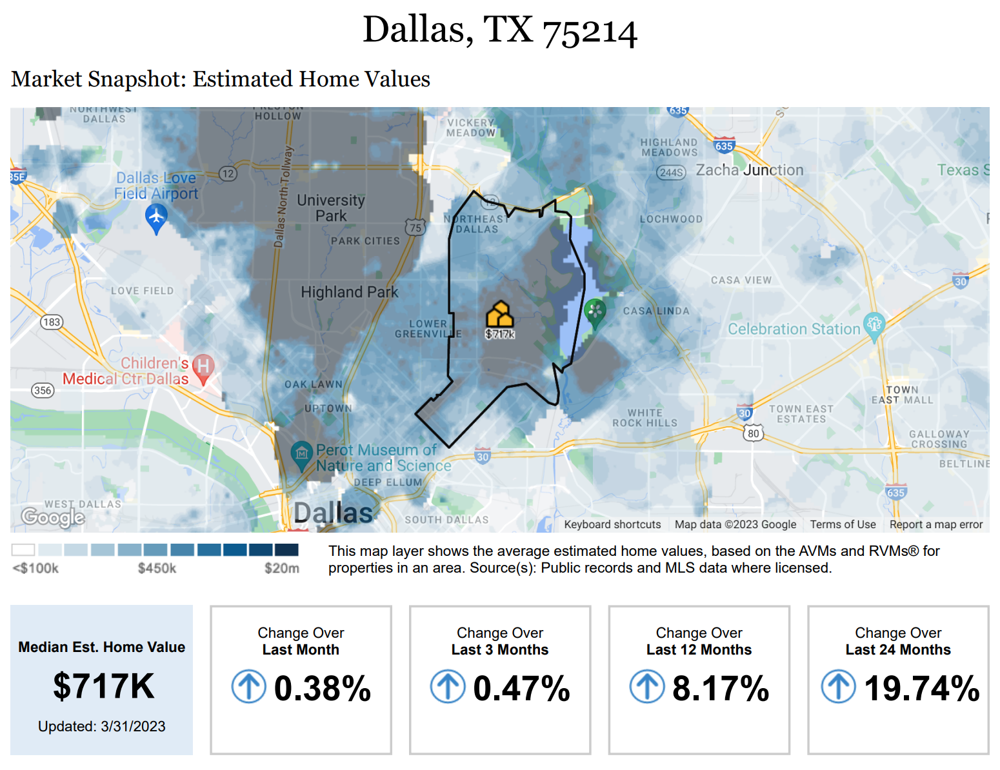 Dallas, TX 75214
Market Snapshot: Estimated Home Values
NORTHWEST
DALLAS
PRESTON
HOLLOW
VICKERY
MEADOW
635
HIGHLAND
MEADOWS
635
244S
Zacha Junction
Texas S
35E
Dallas Love
Field Airport
12
Dallas North Tollway
University
Park
75
PARK CITIES
12
NORTHEAST
DALLAS
LOCHWOOD
LOVE FIELD
Highland Park
CASA VIEW
30
183
LOWER
GREENVILLE
$717k
CASA LINDA
Celebration Station
Children's
Medical Ctr Dallas
H
356
OAK LAWN
UPTOWN
WHITE
ROCK HILLS
30
TOWN EAST
ESTATES
TOWN
EAST MALL
80
GALLOWAY
CROSSING
Perot Museum of
Nature and Science
30
BELTLINE
DEEP ELLUM
635
WEST DALLAS
Google
Dallas
SOUTH DALLAS
Keyboard shortcuts
Map data ©2023 Google
Terms of Use
Report a map error
<$100k
$450k
$20m
This map layer shows the average estimated home values, based on the AVMs and RVMs® for
properties in an area. Source(s): Public records and MLS data where licensed.
Median Est. Home Value
$717K
Updated: 3/31/2023
Change Over
Last Month
0.38%
Change Over
Last 3 Months
0.47%
Change Over
Last 12 Months
8.17%
Change Over
Last 24 Months
19.74%